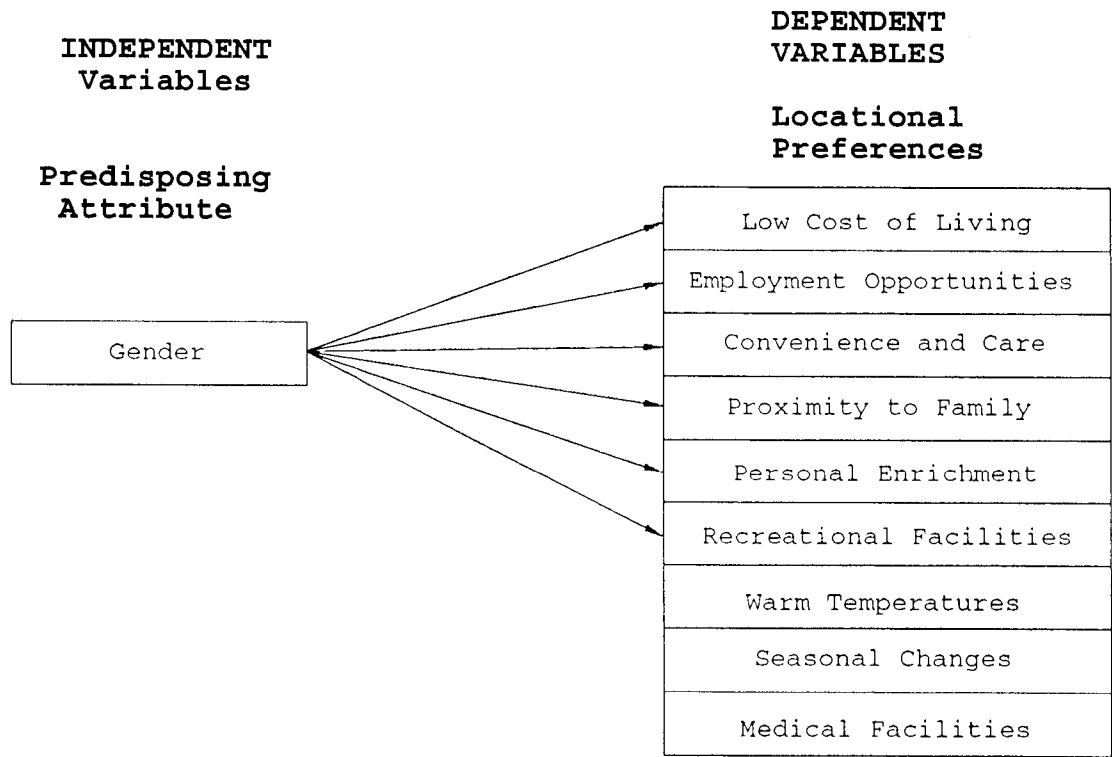 INDEPENDENT
Variables
Predisposing
Attribute
Gender
DEPENDENT
VARIABLES
Locational
Preferences
Low Cost of Living
Employment Opportunities
Convenience and Care
Proximity to Family
Personal Enrichment
Recreational Facilities
Warm Temperatures
Seasonal Changes
Medical Facilities